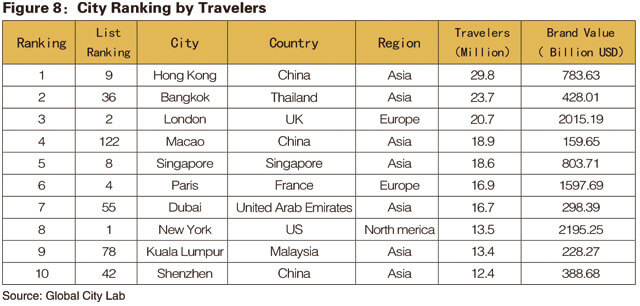 Figure 8: City Ranking by Travelers
Ranking List Ranking City Country Region Travelers (Million) Brand Value ( Billion USD)
1 9 Hong Kong China Asia 29.8 783.63
2 36 Bangkok Thailand Asia 23.7 428.01
3 2 London UK Europe 20.7 2015.19
4 122 Macao China Asia 18.9 159.65
5 8 Singapore Singapore Asia 18.6 803.71
6 4 Paris France Europe 16.9 1597.69
7 55 Dubai United Arab Emirates Asia 16.7 298.39
8 1 New York US North merica 13.5 2195.25
9 78 Kuala Lumpur Malaysia Asia 13.4 228.27
10 42 Shenzhen China Asia 12.4 388.68
Source: Global City Lab